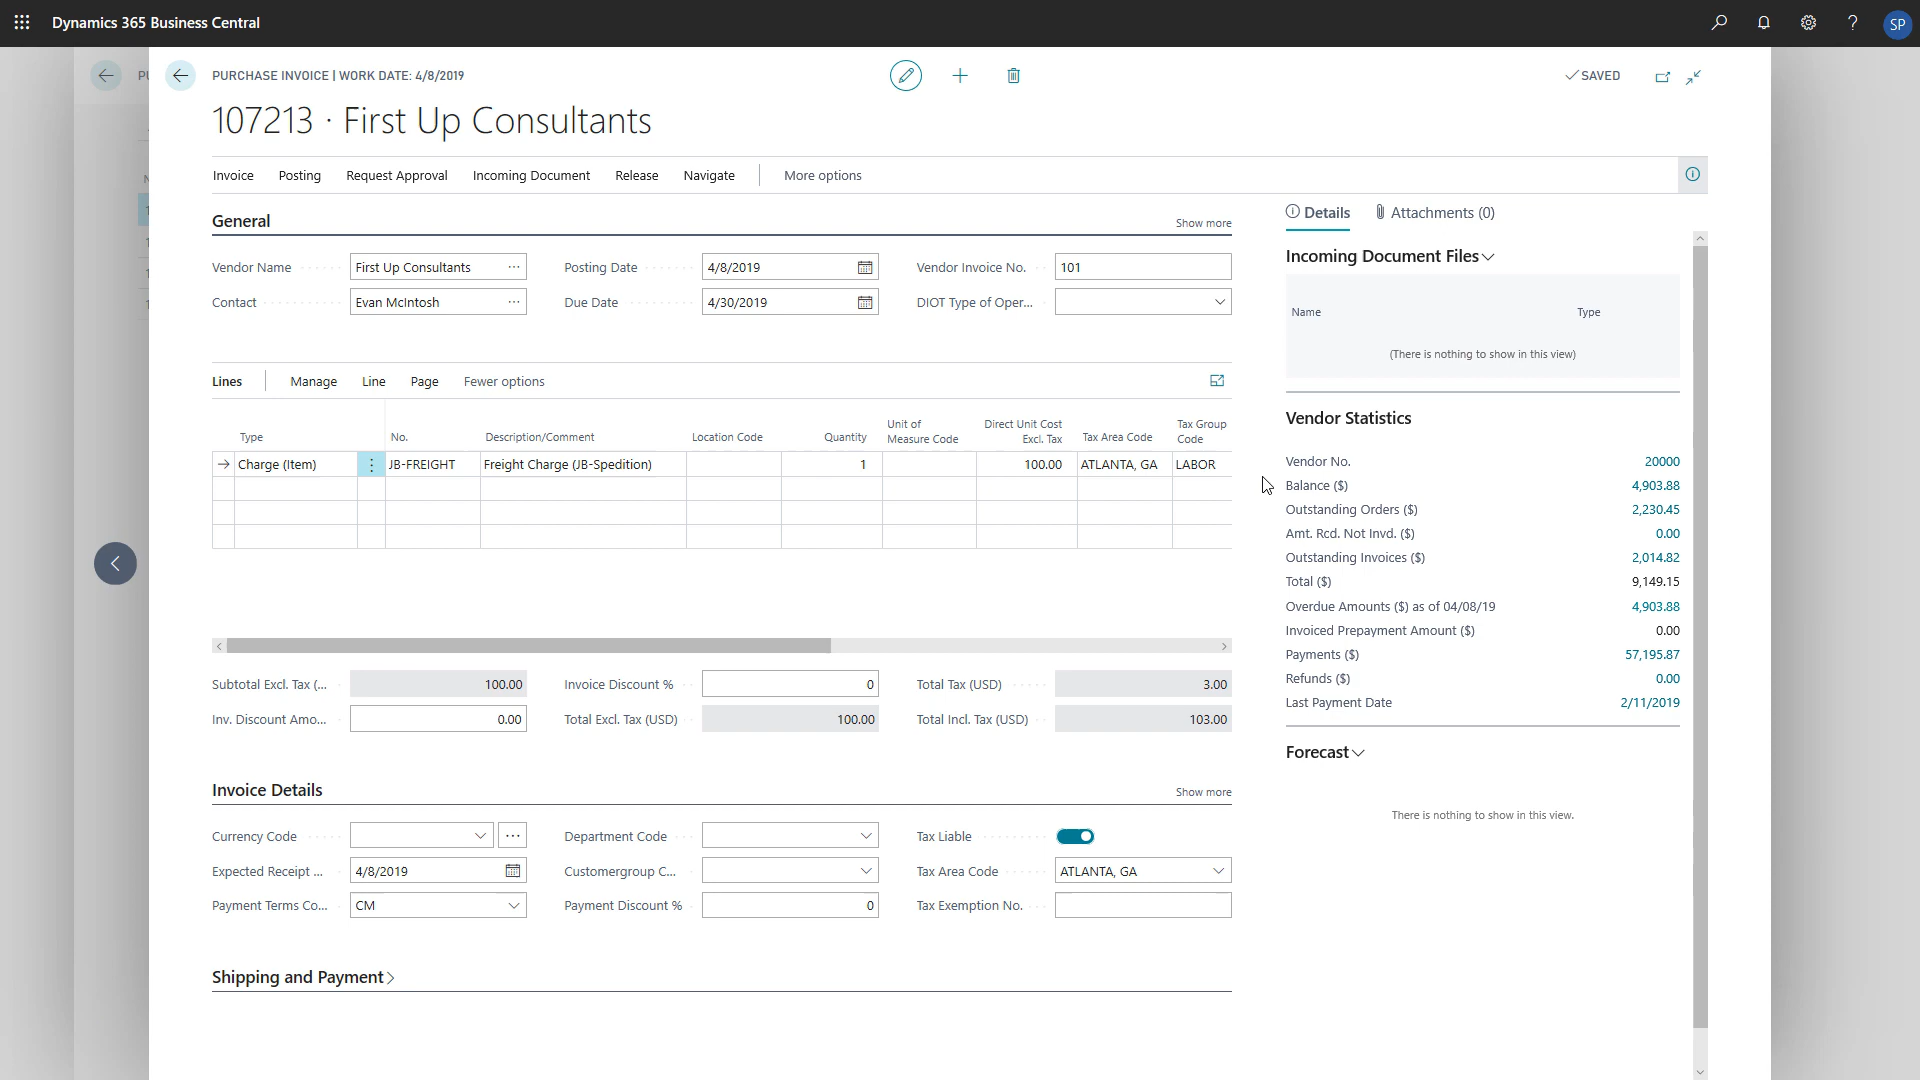 Dynamics 365 Business Central
SP
PURCHASE INVOICE | WORK DATE: 4/8/2019
SAVED
107213 · First Up Consultants
Invoice Posting Request Approval Incoming Document Release Navigate More options
General Show more
Vendor Name First Up Consultants ... Posting Date 4/8/2019 Vendor Invoice No. 101
Contact Evan McIntosh ... Due Date 4/30/2019 DIOT Type of Oper...
Lines Manage Line Page Fewer options
Type No. Description/Comment Location Code Quantity Unit of Measure Code Direct Unit Cost Excl. Tax Tax Area Code Tax Group Code
Charge (Item) JB-FREIGHT Freight Charge (JB-Spedition) 1 100.00 ATLANTA, GA LABOR
Subtotal Excl. Tax (... 100.00 Invoice Discount % 0 Total Tax (USD) 3.00
Inv. Discount Amo... 0.00 Total Excl. Tax (USD) 100.00 Total Incl. Tax (USD) 103.00
Invoice Details Show more
Currency Code ... Department Code Tax Liable
Expected Receipt ... 4/8/2019 Customergroup C... Tax Area Code ATLANTA, GA
Payment Terms Co... CM Payment Discount % 0 Tax Exemption No.
Shipping and Payment
Details Attachments (0)
Incoming Document Files
Name Type
(There is nothing to show in this view)
Vendor Statistics
Vendor No. 20000
Balance ($) 4,903.88
Outstanding Orders ($) 2,230.45
Amt. Rcd. Not Invd. ($) 0.00
Outstanding Invoices ($) 2,014.82
Total ($) 9,149.15
Overdue Amounts ($) as of 04/08/19 4,903.88
Invoiced Prepayment Amount ($) 0.00
Payments ($) 57,195.87
Refunds ($) 0.00
Last Payment Date 2/11/2019
Forecast
There is nothing to show in this view.